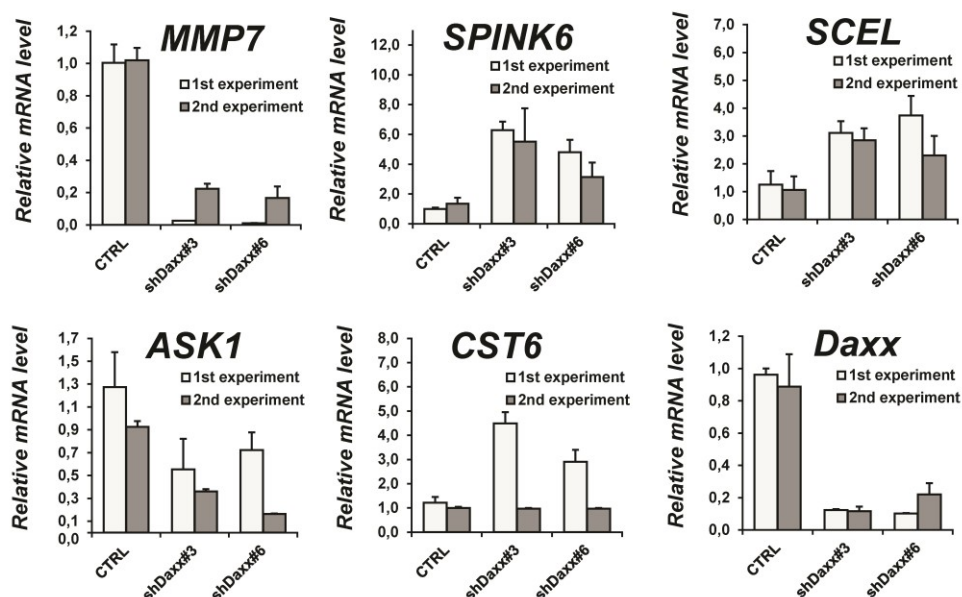 MMP7
Relative mRNA level
1,2
1,0
0,8
0,6
0,4
0,2
0,0
1st experiment
2nd experiment
CTRL
shDaxx#3
shDaxx#6
SPINK6
Relative mRNA level
12,0
10,0
8,0
6,0
4,0
2,0
0,0
1st experiment
2nd experiment
CTRL
shDaxx#3
shDaxx#6
SCEL
Relative mRNA level
7,0
6,0
5,0
4,0
3,0
2,0
1,0
0,0
1st experiment
2nd experiment
CTRL
shDaxx#3
shDaxx#6
ASK1
Relative mRNA level
1,7
1,5
1,3
1,1
0,9
0,7
0,5
0,3
0,1
0,0
1st experiment
2nd experiment
CTRL
shDaxx#3
shDaxx#6
CST6
Relative mRNA level
8,0
7,0
6,0
5,0
4,0
3,0
2,0
1,0
0,0
1st experiment
2nd experiment
CTRL
shDaxx#3
shDaxx#6
Daxx
Relative mRNA level
1,2
1,0
0,8
0,6
0,4
0,2
0,0
1st experiment
2nd experiment
CTRL
shDaxx#3
shDaxx#6